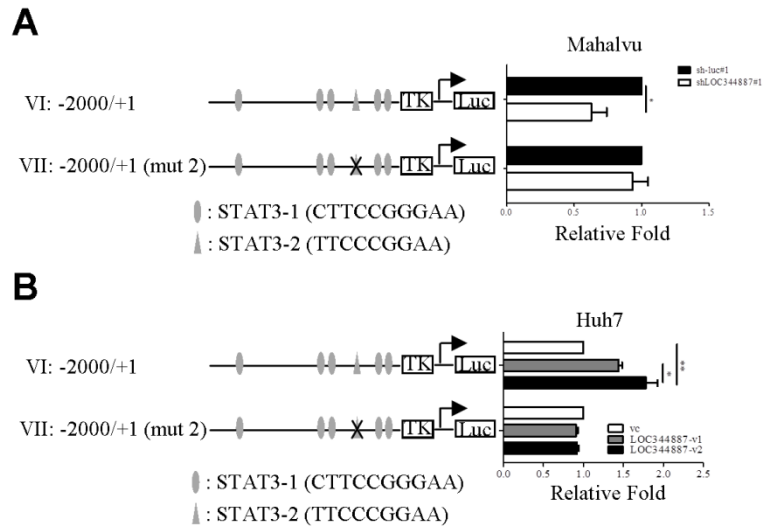 A
Mahalvu
sh-luc#1
shLOC344887#1
VI: -2000/+1
TK
Luc
*
VII: -2000/+1 (mut 2)
TK
Luc
: STAT3-1 (CTTCCGGGAA)
: STAT3-2 (TTCCCGGAA)
0.0 0.5 1.0 1.5
Relative Fold
B
Huh7
VI: -2000/+1
TK
Luc
*
**
VII: -2000/+1 (mut 2)
TK
Luc
vc
LOC344887-v1
LOC344887-v2
: STAT3-1 (CTTCCGGGAA)
: STAT3-2 (TTCCCGGAA)
0.0 0.5 1.0 1.5 2.0 2.5
Relative Fold